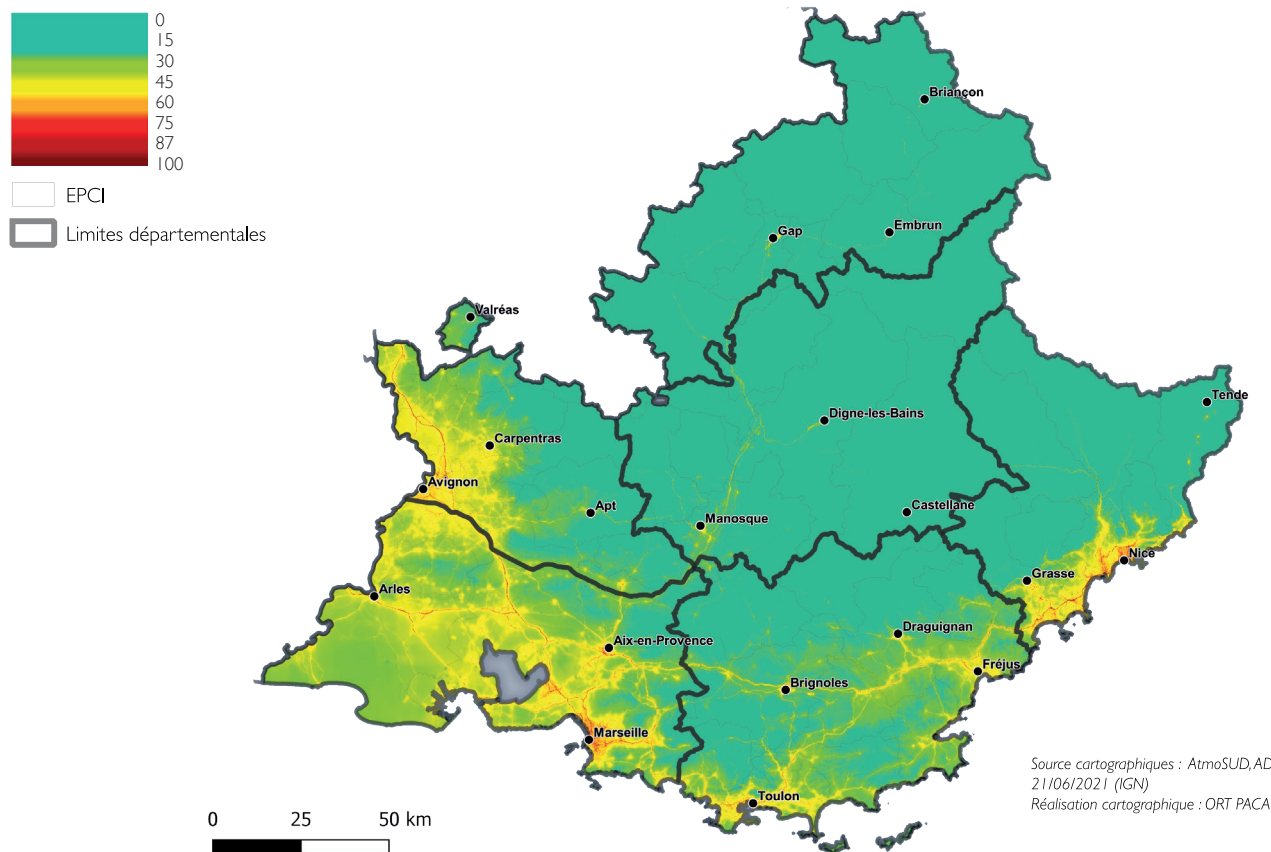 0
15
30
45
60
75
87
100
EPCI
Limites départementales
Briançon
Gap
Embrun
Valréas
Tende
Digne-les-Bains
Carpentras
Avignon
Apt
Manosque
Castellane
Nice
Grasse
Arles
Draguignan
Aix-en-Provence
Fréjus
Brignoles
Marseille
Toulon
Source cartographiques : AtmoSUD, AD
21/06/2021 (IGN)
Réalisation cartographique : ORT PACA
0 25 50 km